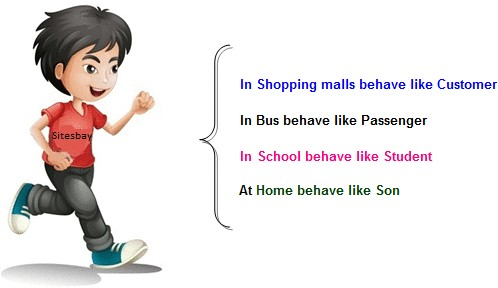 Sitesbay
In Shopping malls behave like Customer
In Bus behave like Passenger
In School behave like Student
At Home behave like Son